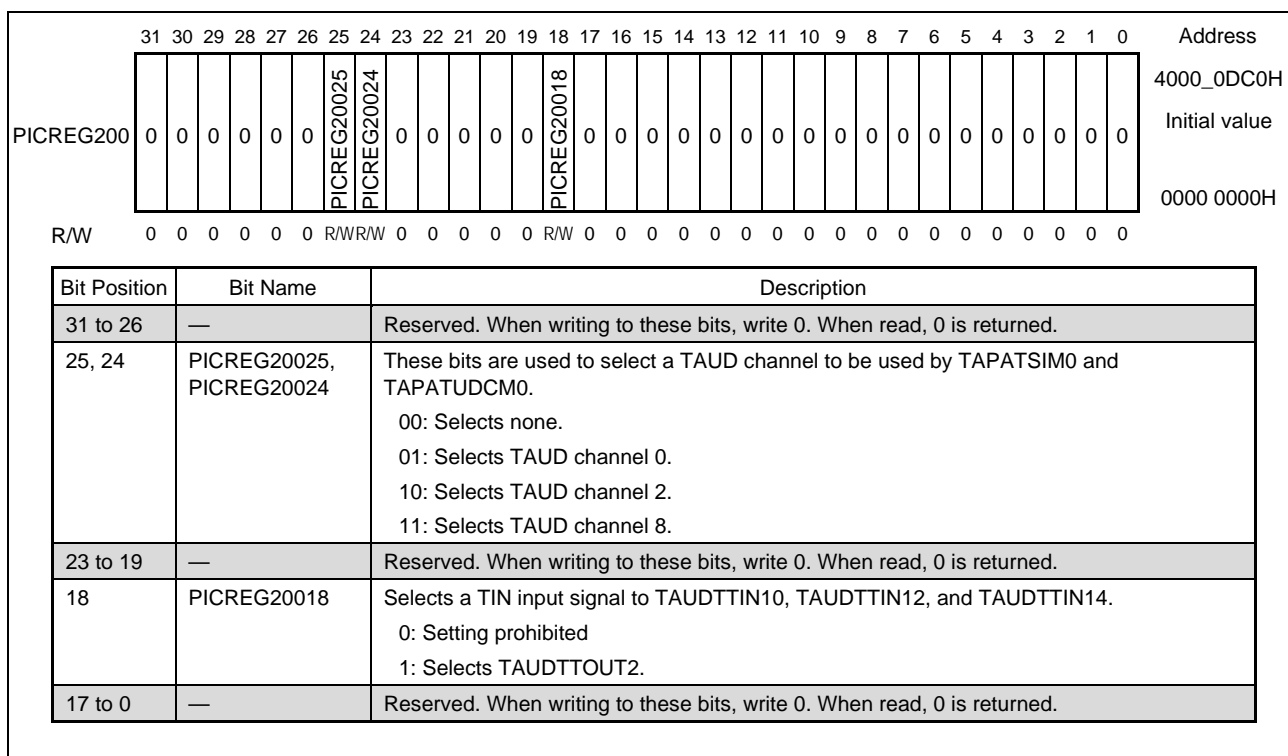 31 30 29 28 27 26 25 24 23 22 21 20 19 18 17 16 15 14 13 12 11 10 9 8 7 6 5 4 3 2 1 0 Address
PICREG200 0 0 0 0 0 0 PICREG20025 PICREG20024 0 0 0 0 0 PICREG20018 0 0 0 0 0 0 0 0 0 0 0 0 0 0 0 0 0 0 4000_0DC0H
Initial value
0000 0000H
R/W 0 0 0 0 0 0 R/W R/W 0 0 0 0 0 R/W 0 0 0 0 0 0 0 0 0 0 0 0 0 0 0 0 0 0
Bit Position Bit Name Description
31 to 26 — Reserved. When writing to these bits, write 0. When read, 0 is returned.
25, 24 PICREG20025, These bits are used to select a TAUD channel to be used by TAPATSIM0 and
PICREG20024 TAPATUDCM0.
00: Selects none.
01: Selects TAUD channel 0.
10: Selects TAUD channel 2.
11: Selects TAUD channel 8.
23 to 19 — Reserved. When writing to these bits, write 0. When read, 0 is returned.
18 PICREG20018 Selects a TIN input signal to TAUDTTIN10, TAUDTTIN12, and TAUDTTIN14.
0: Setting prohibited
1: Selects TAUDTTOUT2.
17 to 0 — Reserved. When writing to these bits, write 0. When read, 0 is returned.